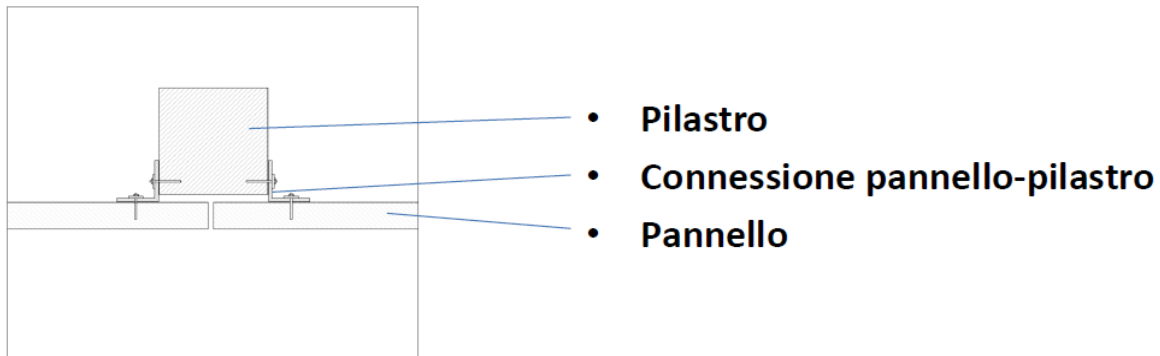 • Pilastro
• Connessione pannello-pilastro
• Pannello